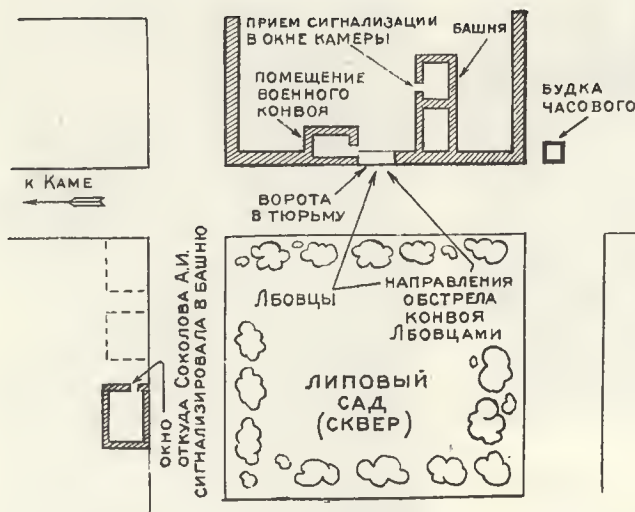 ПРИЕМ СИГНАЛИЗАЦИИ
В ОКНЕ КАМЕРЫ
БАШНЯ
ПОМЕЩЕНИЕ
ВОЕННОГО
КОНВОЯ
БУДКА
ЧАСОВОГО
К КАМЕ
ВОРОТА
В ТЮРЬМУ
ЛБОВЦЫ
НАПРАВЛЕНИЯ
ОБСТРЕЛА
КОНВОЯ
ЛБОВЦАМИ
ЛИПОВЫЙ
САД
(СКВЕР)
ОКНО
ОТКУДА СОКОЛОВА А.И.
СИГНАЛИЗИРОВАЛА В БАШНЮ